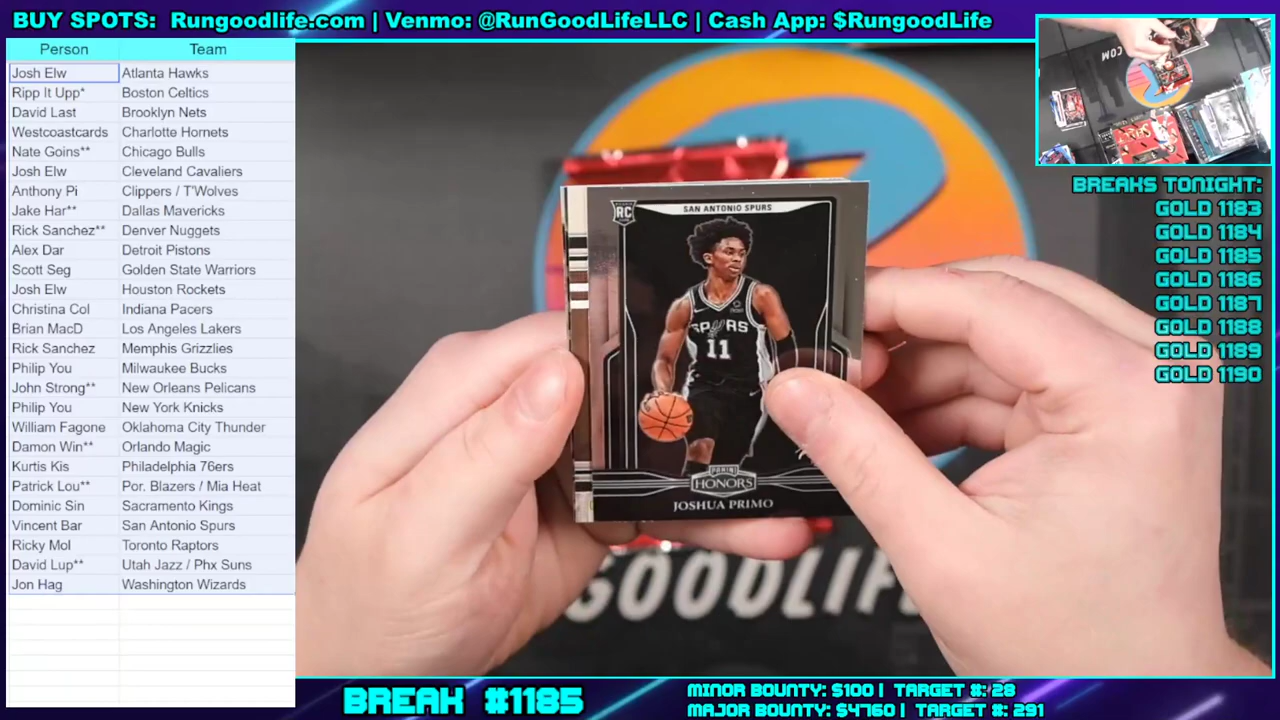 BUY SPOTS: Rungoodlife.com | Venmo: @RunGoodLifeLLC | Cash App: $RungoodLife
Person Team
Josh Elw Atlanta Hawks
Ripp It Upp* Boston Celtics
David Last Brooklyn Nets
Westcoastcards Charlotte Hornets
Nate Goins** Chicago Bulls
Josh Elw Cleveland Cavaliers
Anthony Pi Clippers / T'Wolves
Jake Har** Dallas Mavericks
Rick Sanchez** Denver Nuggets
Alex Dar Detroit Pistons
Scott Seg Golden State Warriors
Josh Elw Houston Rockets
Christina Col Indiana Pacers
Brian MacD Los Angeles Lakers
Rick Sanchez Memphis Grizzlies
Philip You Milwaukee Bucks
John Strong** New Orleans Pelicans
Philip You New York Knicks
William Fagone Oklahoma City Thunder
Damon Win** Orlando Magic
Kurtis Kis Philadelphia 76ers
Patrick Lou** Por. Blazers / Mia Heat
Dominic Sin Sacramento Kings
Vincent Bar San Antonio Spurs
Ricky Mol Toronto Raptors
David Lup** Utah Jazz / Phx Suns
Jon Hag Washington Wizards
RC
SAN ANTONIO SPURS
SPURS
11
PANINI
HONORS
JOSHUA PRIMO
GOODLIF
COM
BREAKS TONIGHT:
GOLD 1183
GOLD 1184
GOLD 1185
GOLD 1186
GOLD 1187
GOLD 1188
GOLD 1189
GOLD 1190
BREAK #1185
MINOR BOUNTY: $100 | TARGET #: 28
MAJOR BOUNTY: $4760 | TARGET #: 291